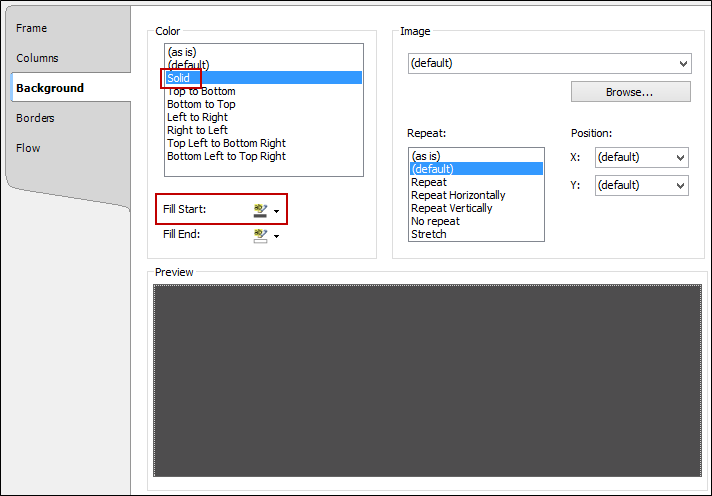 Frame
Columns
Background
Borders
Flow
Color
(as is)
(default)
Solid
Top to Bottom
Bottom to Top
Left to Right
Right to Left
Top Left to Bottom Right
Bottom Left to Top Right
Fill Start:
Fill End:
Image
(default)
Browse...
Repeat:
(as is)
(default)
Repeat
Repeat Horizontally
Repeat Vertically
No repeat
Stretch
Position:
X: (default)
Y: (default)
Preview